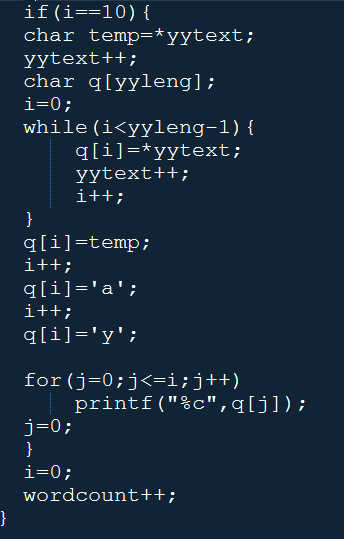 if(i==10){
char temp=*yytext;
yytext++;
char q[yyleng];
i=0;
while(i<yyleng-1){
q[i]=*yytext;
yytext++;
i++;
}
q[i]=temp;
i++;
q[i]='a';
i++;
q[i]='y';
for(j=0;j<=i;j++)
printf("%c",q[j]);
j=0;
}
i=0;
wordcount++;
}